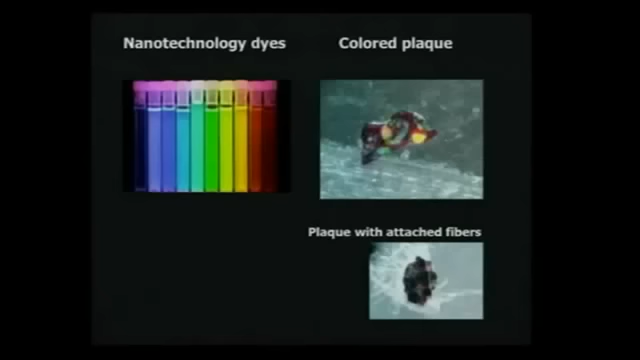 Nanotechnology dyes
Colored plaque
Plaque with attached fibers